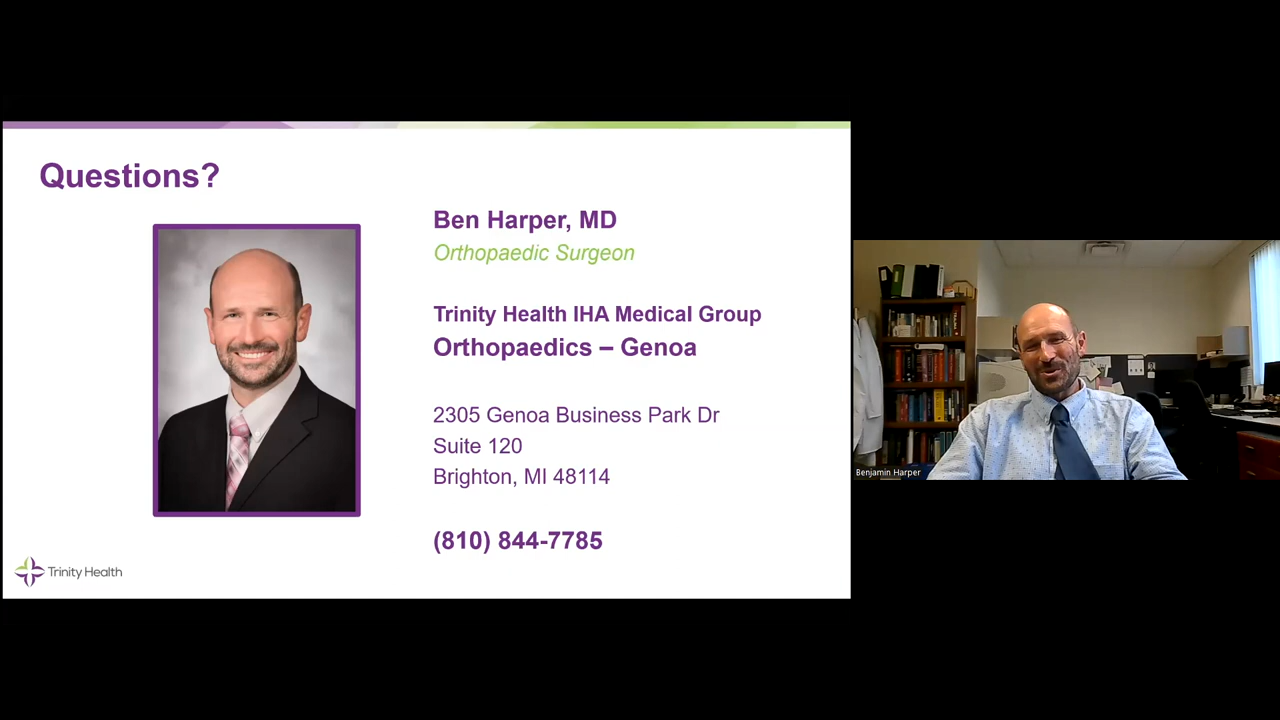 Questions?
Ben Harper, MD
Orthopaedic Surgeon
Trinity Health IHA Medical Group
Orthopaedics – Genoa
2305 Genoa Business Park Dr
Suite 120
Brighton, MI 48114
(810) 844-7785
Trinity Health
Benjamin Harper